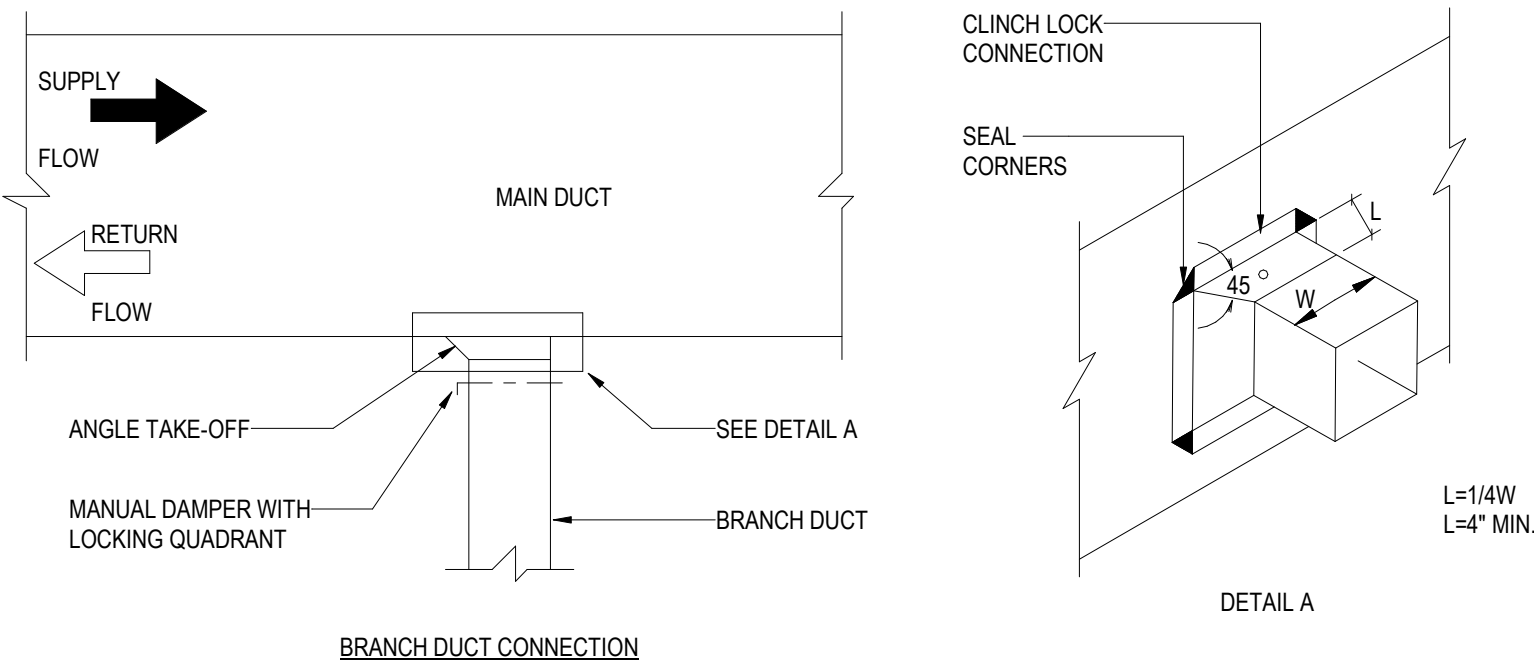 SUPPLY
FLOW
MAIN DUCT
RETURN
FLOW
ANGLE TAKE-OFF
SEE DETAIL A
MANUAL DAMPER WITH
LOCKING QUADRANT
BRANCH DUCT
BRANCH DUCT CONNECTION
CLINCH LOCK
CONNECTION
SEAL
CORNERS
L
45°
W
L=1/4W
L=4" MIN.
DETAIL A